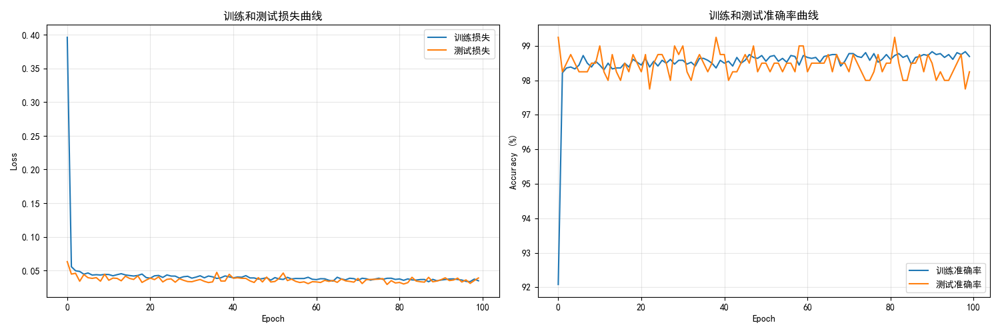 训练和测试损失曲线
0.40
0.35
0.30
0.25
0.20
0.15
0.10
0.05
Loss
0 20 40 60 80 100
Epoch
训练损失
测试损失
训练和测试准确率曲线
99
98
97
96
95
94
93
92
Accuracy (%)
0 20 40 60 80 100
Epoch
训练准确率
测试准确率